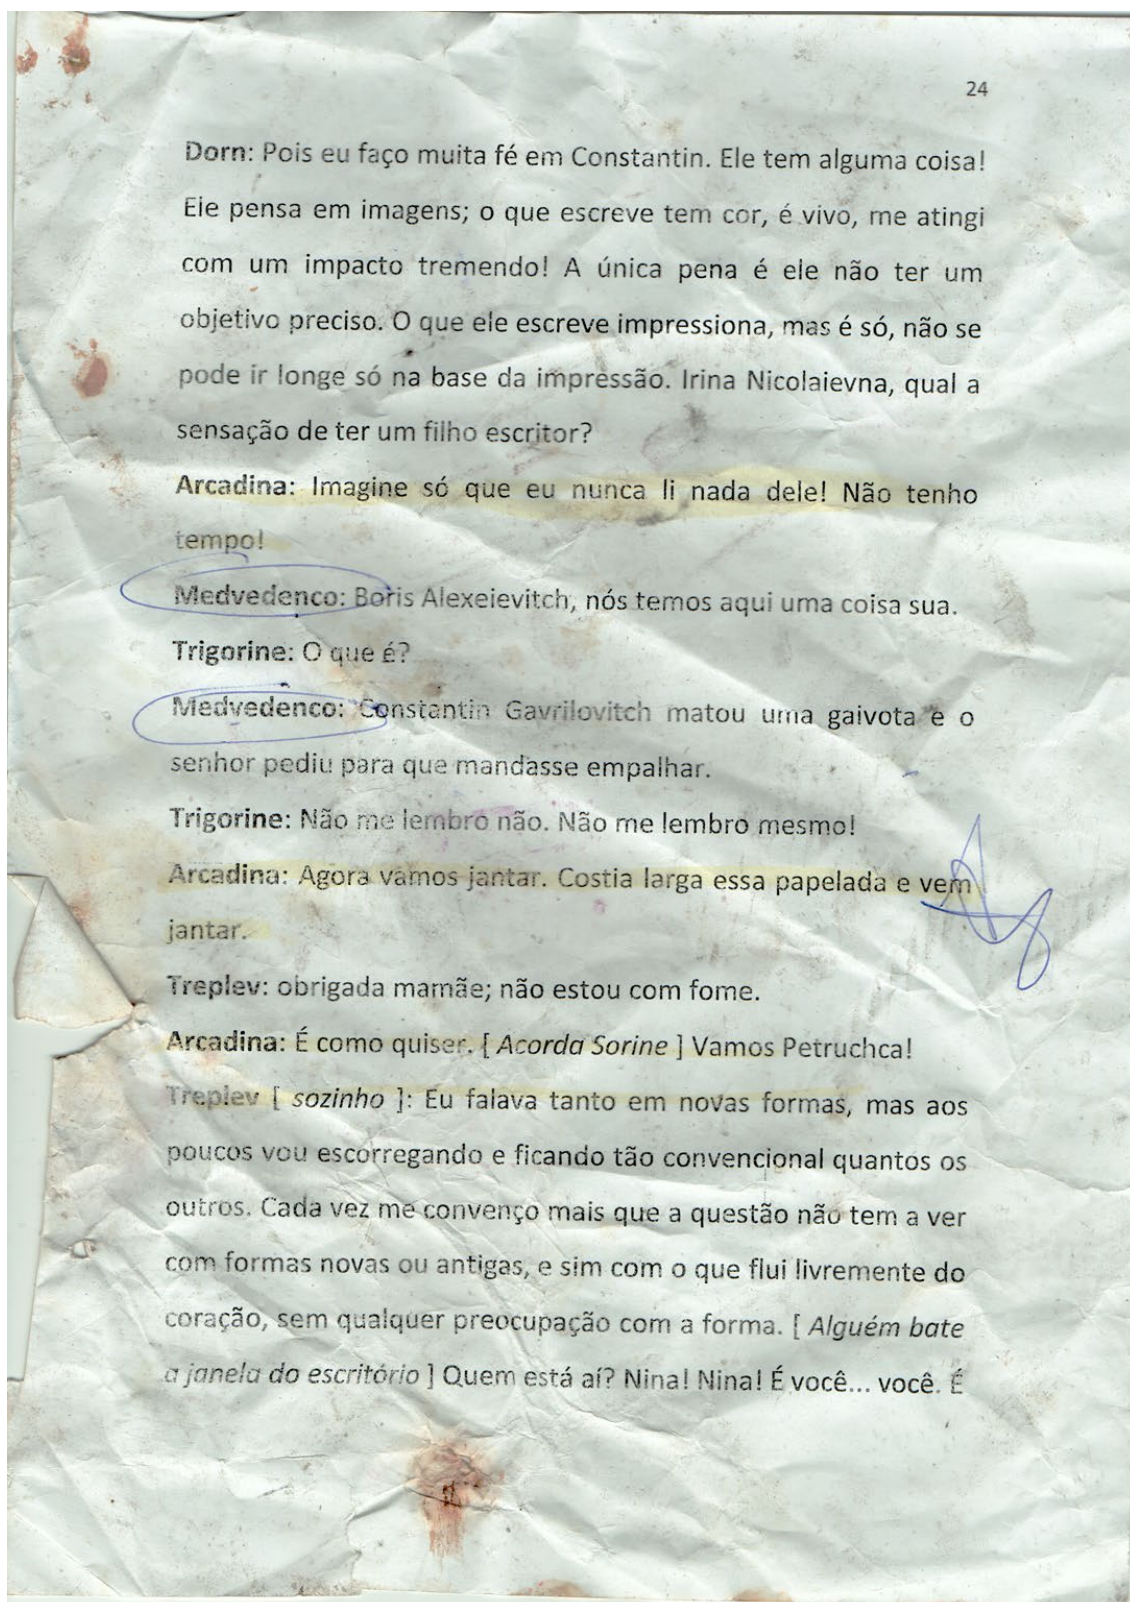 24
Dorn: Pois eu faço muita fé em Constantin. Ele tem alguma coisa!
Ele pensa em imagens; o que escreve tem cor, é vivo, me atingi
com um impacto tremendo! A única pena é ele não ter um
objetivo preciso. O que ele escreve impressiona, mas é só, não se
pode ir longe só na base da impressão. Irina Nicolaievna, qual a
sensação de ter um filho escritor?
Arcadina: Imagine só que eu nunca li nada dele! Não tenho
tempo!
Medvedenco: Boris Alexeievitch, nós temos aqui uma coisa sua.
Trigorine: O que é?
Medvedenco: Constantin Gavrilovitch matou uma gaivota e o
senhor pediu para que mandasse empalhar.
Trigorine: Não me lembro não. Não me lembro mesmo!
Arcadina: Agora vamos jantar. Costia larga essa papelada e vem
jantar.
Treplev: obrigada mamãe; não estou com fome.
Arcadina: É como quiser. [ Acorda Sorine ] Vamos Petruchca!
Treplev [ sozinho ]: Eu falava tanto em novas formas, mas aos
poucos vou escorregando e ficando tão convencional quantos os
outros. Cada vez me convenço mais que a questão não tem a ver
com formas novas ou antigas, e sim com o que flui livremente do
coração, sem qualquer preocupação com a forma. [ Alguém bate
a janela do escritório ] Quem está aí? Nina! Nina! É você... você. É